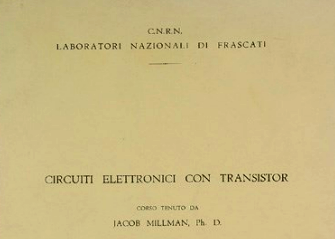 C.N.R.N.
LABORATORI NAZIONALI DI FRASCATI
CIRCUITI ELETTRONICI CON TRANSISTOR
CORSO TENUTO DA
JACOB MILLMAN, Ph. D.